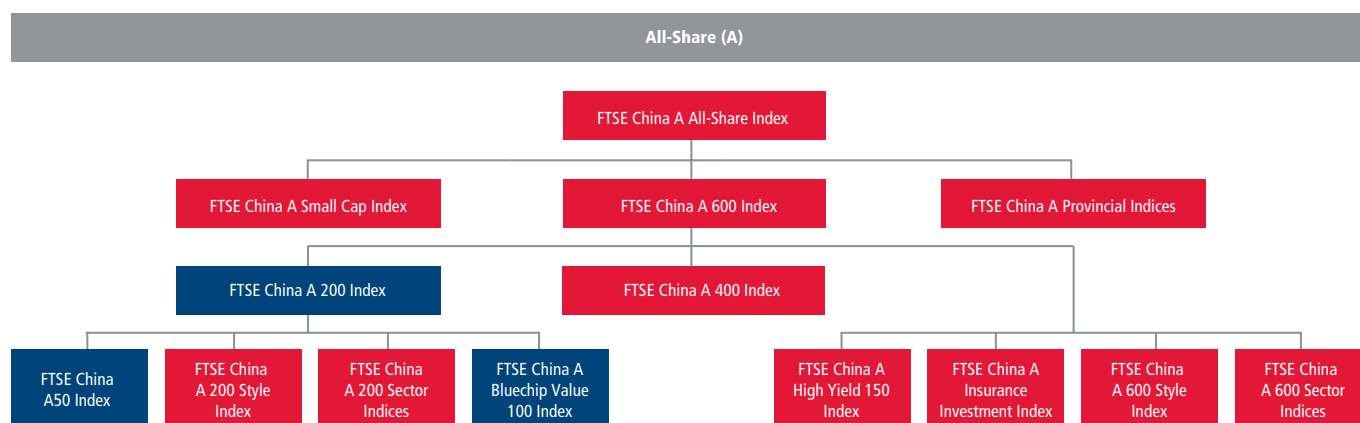 All-Share (A)
FTSE China A All-Share Index
FTSE China A Small Cap Index
FTSE China A 600 Index
FTSE China A Provincial Indices
FTSE China A 200 Index
FTSE China A 400 Index
FTSE China
A50 Index
FTSE China
A 200 Style
Index
FTSE China
A 200 Sector
Indices
FTSE China A
Bluechip Value
100 Index
FTSE China A
High Yield 150
Index
FTSE China A
Insurance
Investment Index
FTSE China
A 600 Style
Index
FTSE China
A 600 Sector
Indices